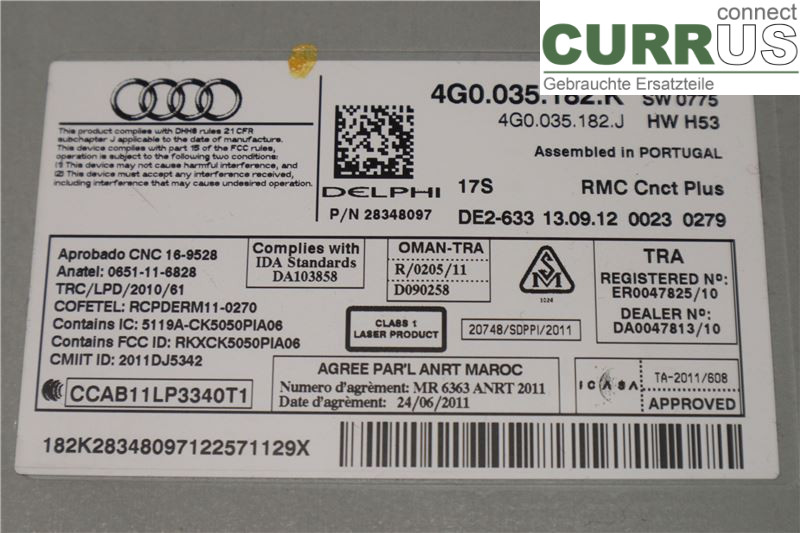 connect
CURRUS
Gebrauchte Ersatzteile
4G0.035.182.K SW 0775
4G0.035.182.J HW H53
Assembled in PORTUGAL
This product complies with DHHS rules 21 CFR
subchapter J applicable to the date of manufacture.
This device complies with part 15 of the FCC rules,
operation is subject to the following two conditions:
(1) This device may not cause harmful interference, and
(2) This device must accept any interference received,
including interference that may cause undesired operation.
DELPHI 17S RMC Cnct Plus
P/N 28348097 DE2-633 13.09.12 0023 0279
Aprobado CNC 16-9528
Anatel: 0651-11-6828
TRC/LPD/2010/61
COFETEL: RCPDERM11-0270
Contains IC: 5119A-CK5050PIA06
Contains FCC ID: RKXCK5050PIA06
CMIIT ID: 2011DJ5342
CCAB11LP3340T1
Complies with
IDA Standards
DA103858
OMAN-TRA
R/0205/11
D090258
CLASS 1
LASER PRODUCT
SM
1024
20748/SDPPI/2011
TRA
REGISTERED No:
ER0047825/10
DEALER No:
DA0047813/10
AGREE PAR'L ANRT MAROC
Numero d'agrèment: MR 6363 ANRT 2011
Date d'agrèment: 24/06/2011
ICASA
TA-2011/608
APPROVED
182K28348097122571129X